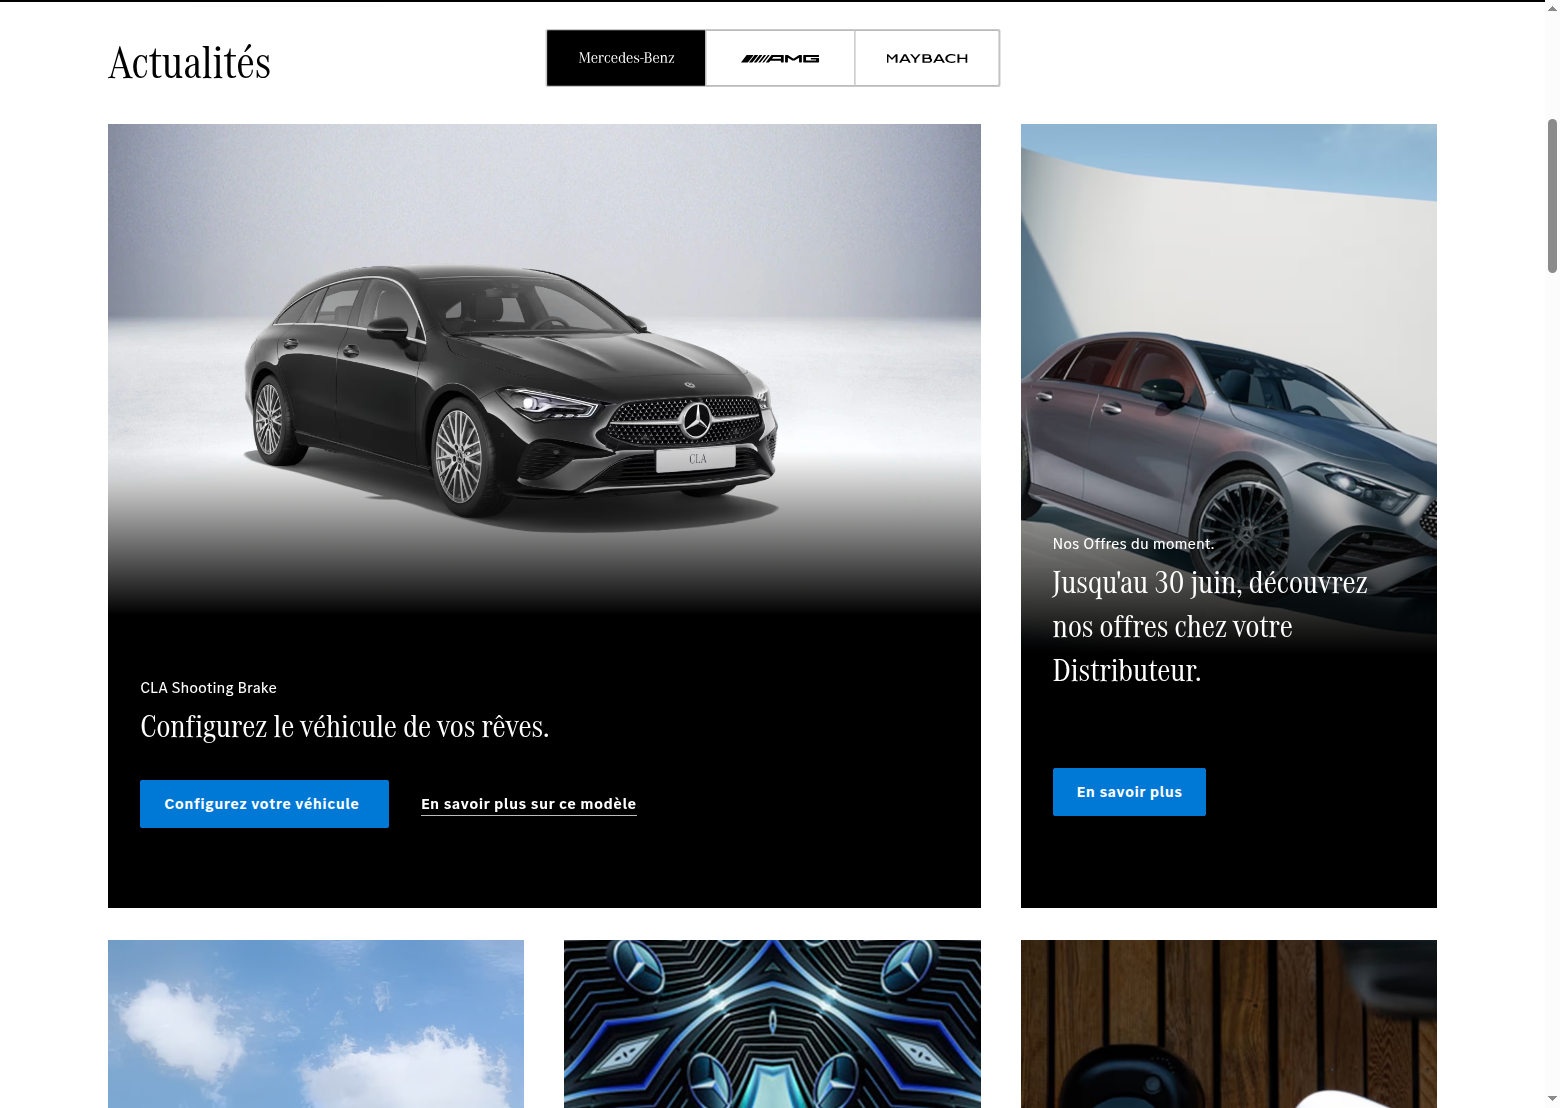 Actualités
Mercedes-Benz
AMG
MAYBACH
CLA
CLA Shooting Brake
Configurez le véhicule de vos rêves.
Configurez votre véhicule
En savoir plus sur ce modèle
Nos Offres du moment.
Jusqu'au 30 juin, découvrez
nos offres chez votre
Distributeur.
En savoir plus